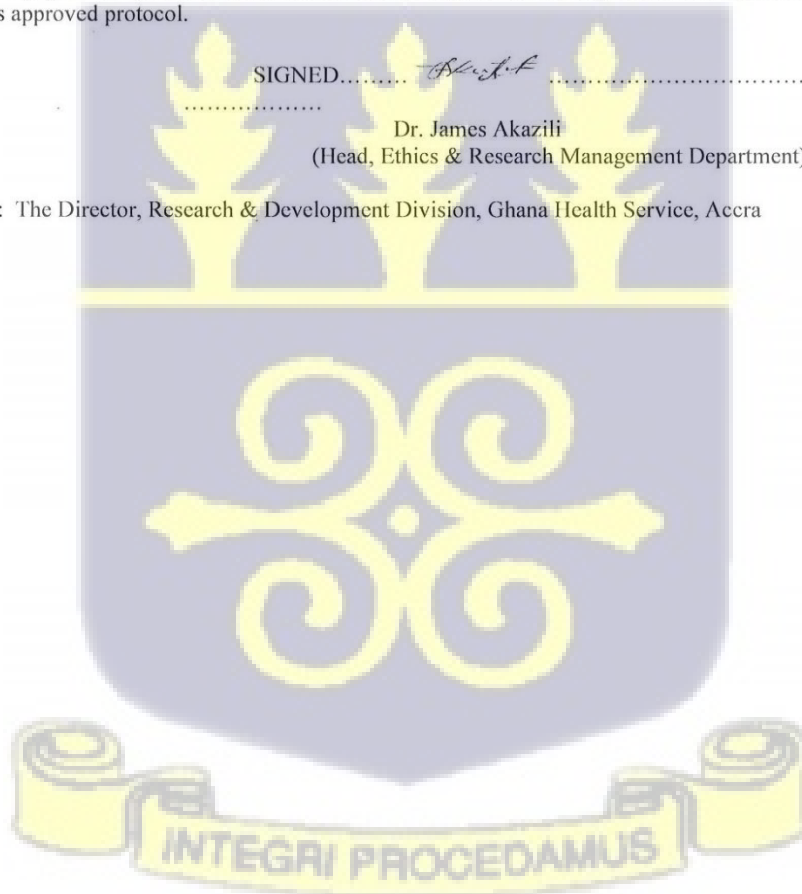 s approved protocol.
SIGNED......... ....................................
..................
Dr. James Akazili
(Head, Ethics & Research Management Department)
: The Director, Research & Development Division, Ghana Health Service, Accra
INTEGRI PROCEDAMUS